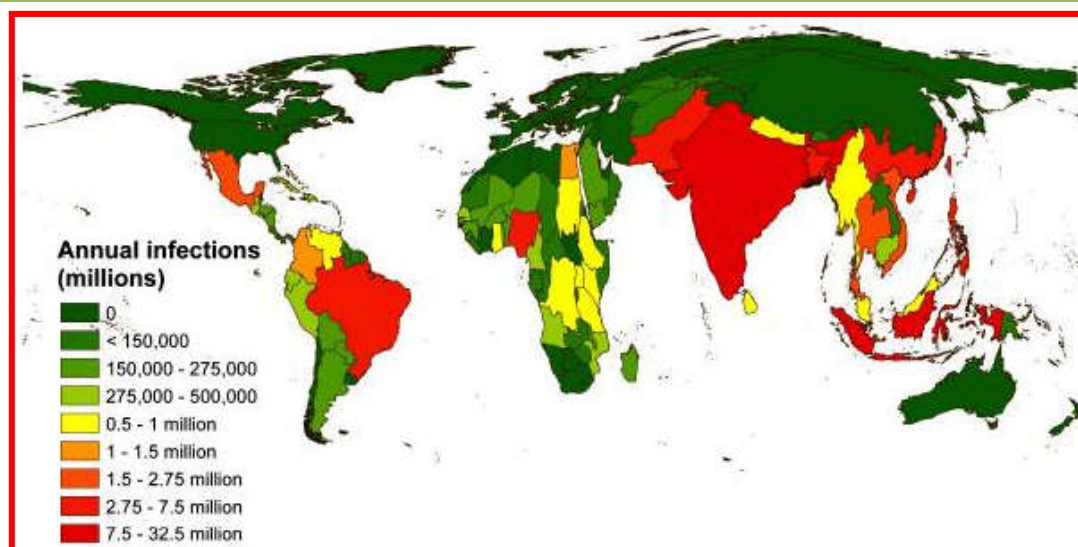 Annual infections
(millions)
0
< 150,000
150,000 - 275,000
275,000 - 500,000
0.5 - 1 million
1 - 1.5 million
1.5 - 2.75 million
2.75 - 7.5 million
7.5 - 32.5 million